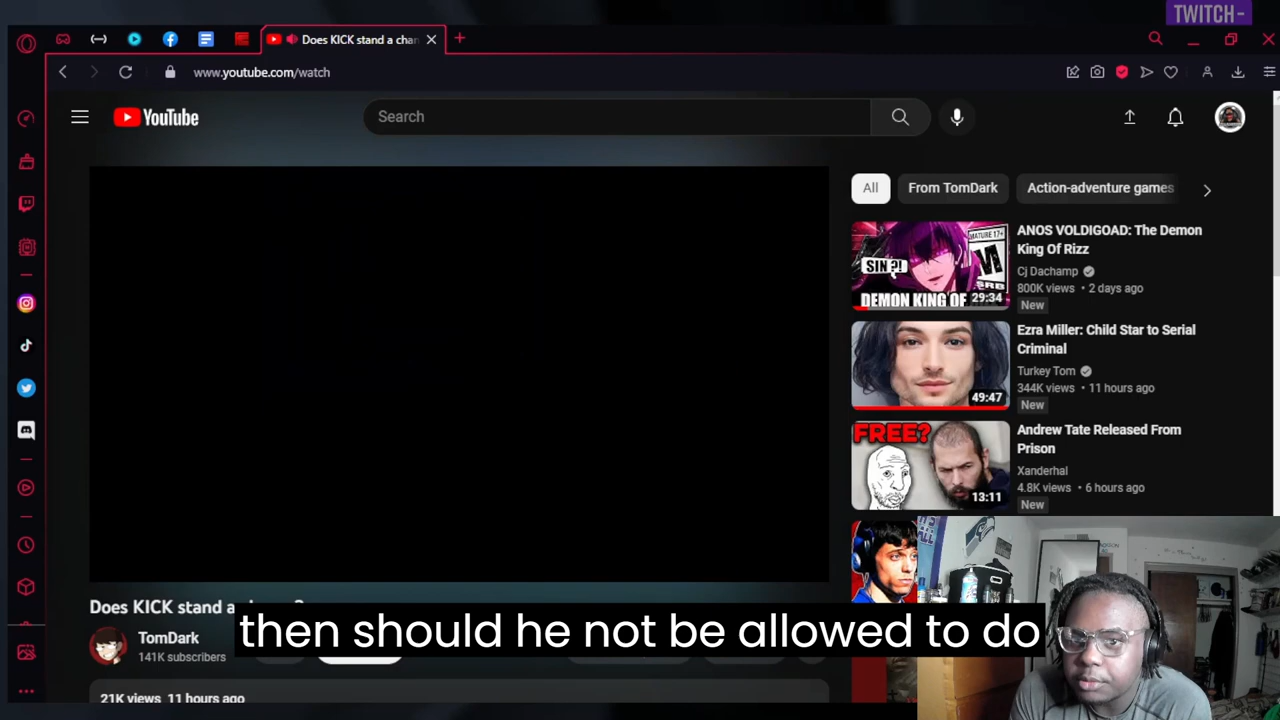 TWITCH-
Does KICK stand a chan
www.youtube.com/watch
YouTube
Search
All
From TomDark
Action-adventure games
SIN ?!
MATURE 17+
M
DEMON KING OF
29:34
ANOS VOLDIGOAD: The Demon
King Of Rizz
Cj Dachamp
800K views • 2 days ago
New
49:47
Ezra Miller: Child Star to Serial
Criminal
Turkey Tom
344K views • 11 hours ago
New
FREE?
13:11
Andrew Tate Released From
Prison
Xanderhal
4.8K views • 6 hours ago
New
Does KICK stand a
then should he not be allowed to do
TomDark
141K subscribers
21K views 11 hours ago